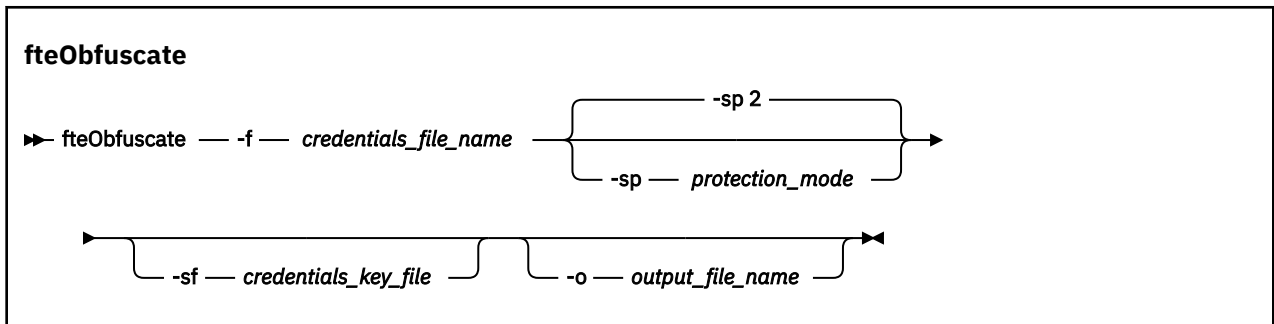 fteObfuscate
-sp 2
fteObfuscate -f credentials_file_name
-sp protection_mode
-sf credentials_key_file -o output_file_name